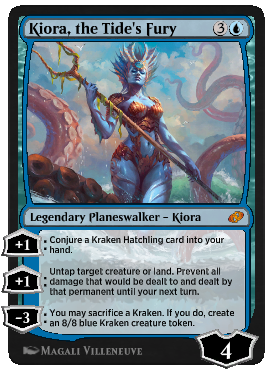 Kiora, the Tide's Fury 3
Legendary Planeswalker – Kiora
+1 : Conjure a Kraken Hatchling card into your
hand.
+1 : Untap target creature or land. Prevent all
damage that would be dealt to and dealt by
that permanent until your next turn.
-3 : You may sacrifice a Kraken. If you do, create
an 8/8 blue Kraken creature token.
Magali Villeneuve
4